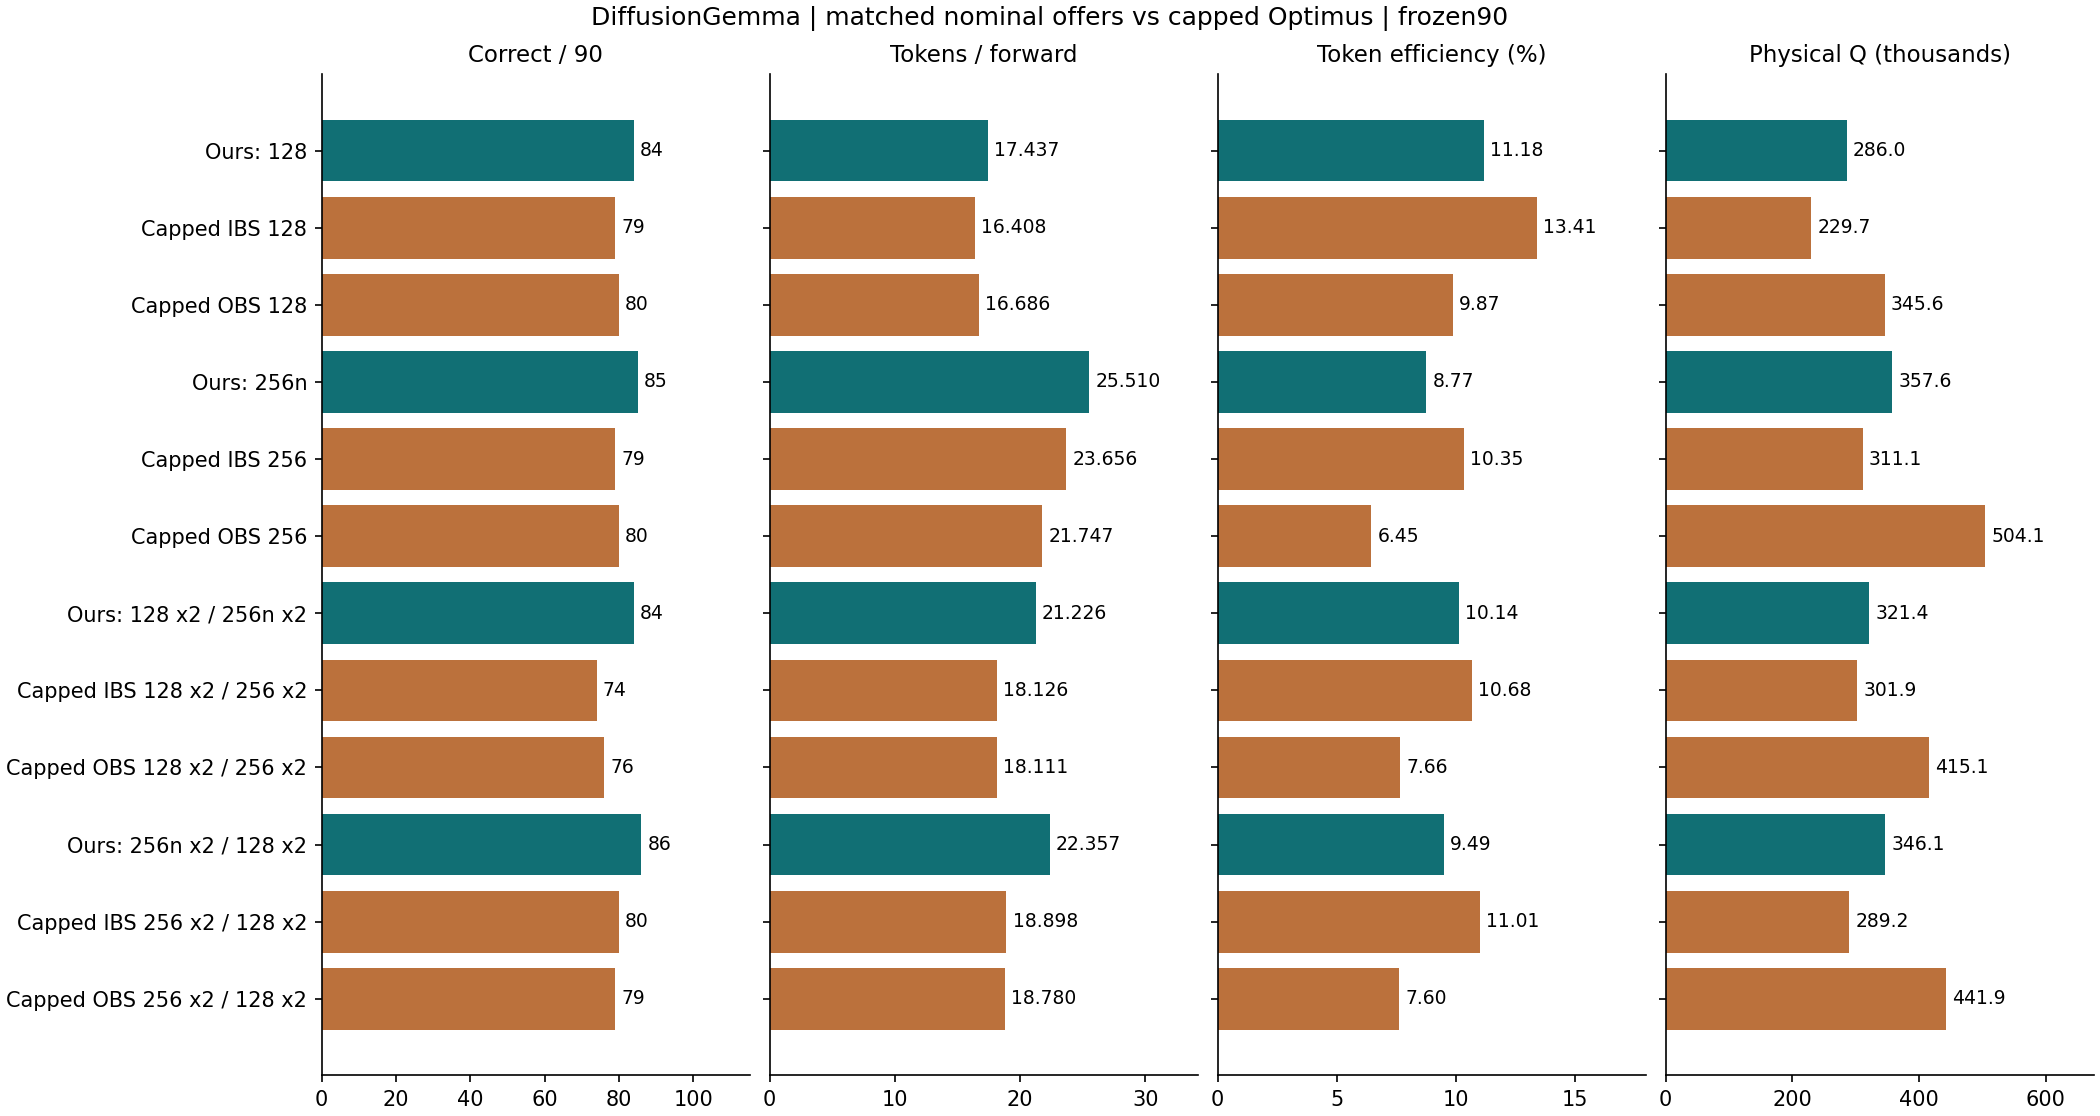 DiffusionGemma | matched nominal offers vs capped Optimus | frozen90
Correct / 90
Tokens / forward
Token efficiency (%)
Physical Q (thousands)
Ours: 128 84 17.437 11.18 286.0
Capped IBS 128 79 16.408 13.41 229.7
Capped OBS 128 80 16.686 9.87 345.6
Ours: 256n 85 25.510 8.77 357.6
Capped IBS 256 79 23.656 10.35 311.1
Capped OBS 256 80 21.747 6.45 504.1
Ours: 128 x2 / 256n x2 84 21.226 10.14 321.4
Capped IBS 128 x2 / 256 x2 74 18.126 10.68 301.9
Capped OBS 128 x2 / 256 x2 76 18.111 7.66 415.1
Ours: 256n x2 / 128 x2 86 22.357 9.49 346.1
Capped IBS 256 x2 / 128 x2 80 18.898 11.01 289.2
Capped OBS 256 x2 / 128 x2 79 18.780 7.60 441.9
0 20 40 60 80 100
0 10 20 30
0 5 10 15
0 200 400 600